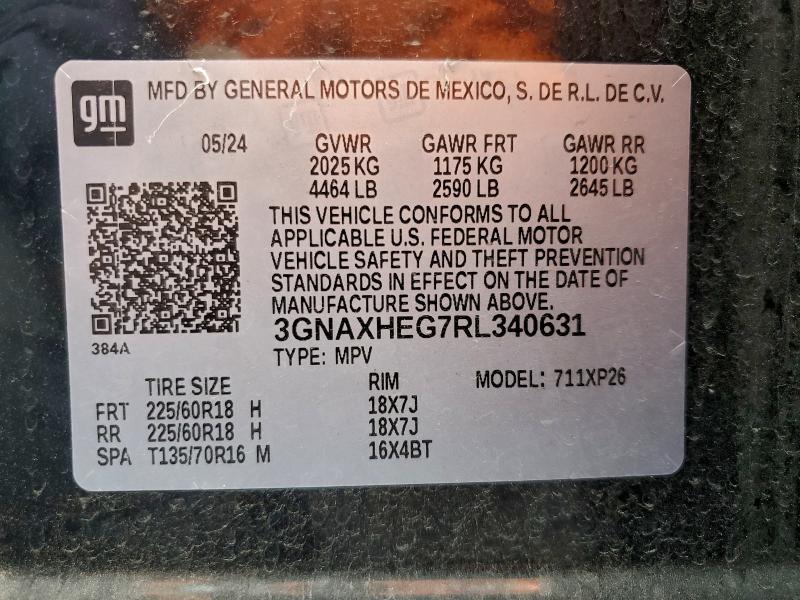 gm
MFD BY GENERAL MOTORS DE MEXICO, S. DE R.L. DE C.V.
05/24 GVWR GAWR FRT GAWR RR
2025 KG 1175 KG 1200 KG
4464 LB 2590 LB 2645 LB
THIS VEHICLE CONFORMS TO ALL
APPLICABLE U.S. FEDERAL MOTOR
VEHICLE SAFETY AND THEFT PREVENTION
STANDARDS IN EFFECT ON THE DATE OF
MANUFACTURE SHOWN ABOVE.
3GNAXHEG7RL340631
384A
TYPE: MPV
TIRE SIZE RIM MODEL: 711XP26
FRT 225/60R18 H 18X7J
RR 225/60R18 H 18X7J
SPA T135/70R16 M 16X4BT